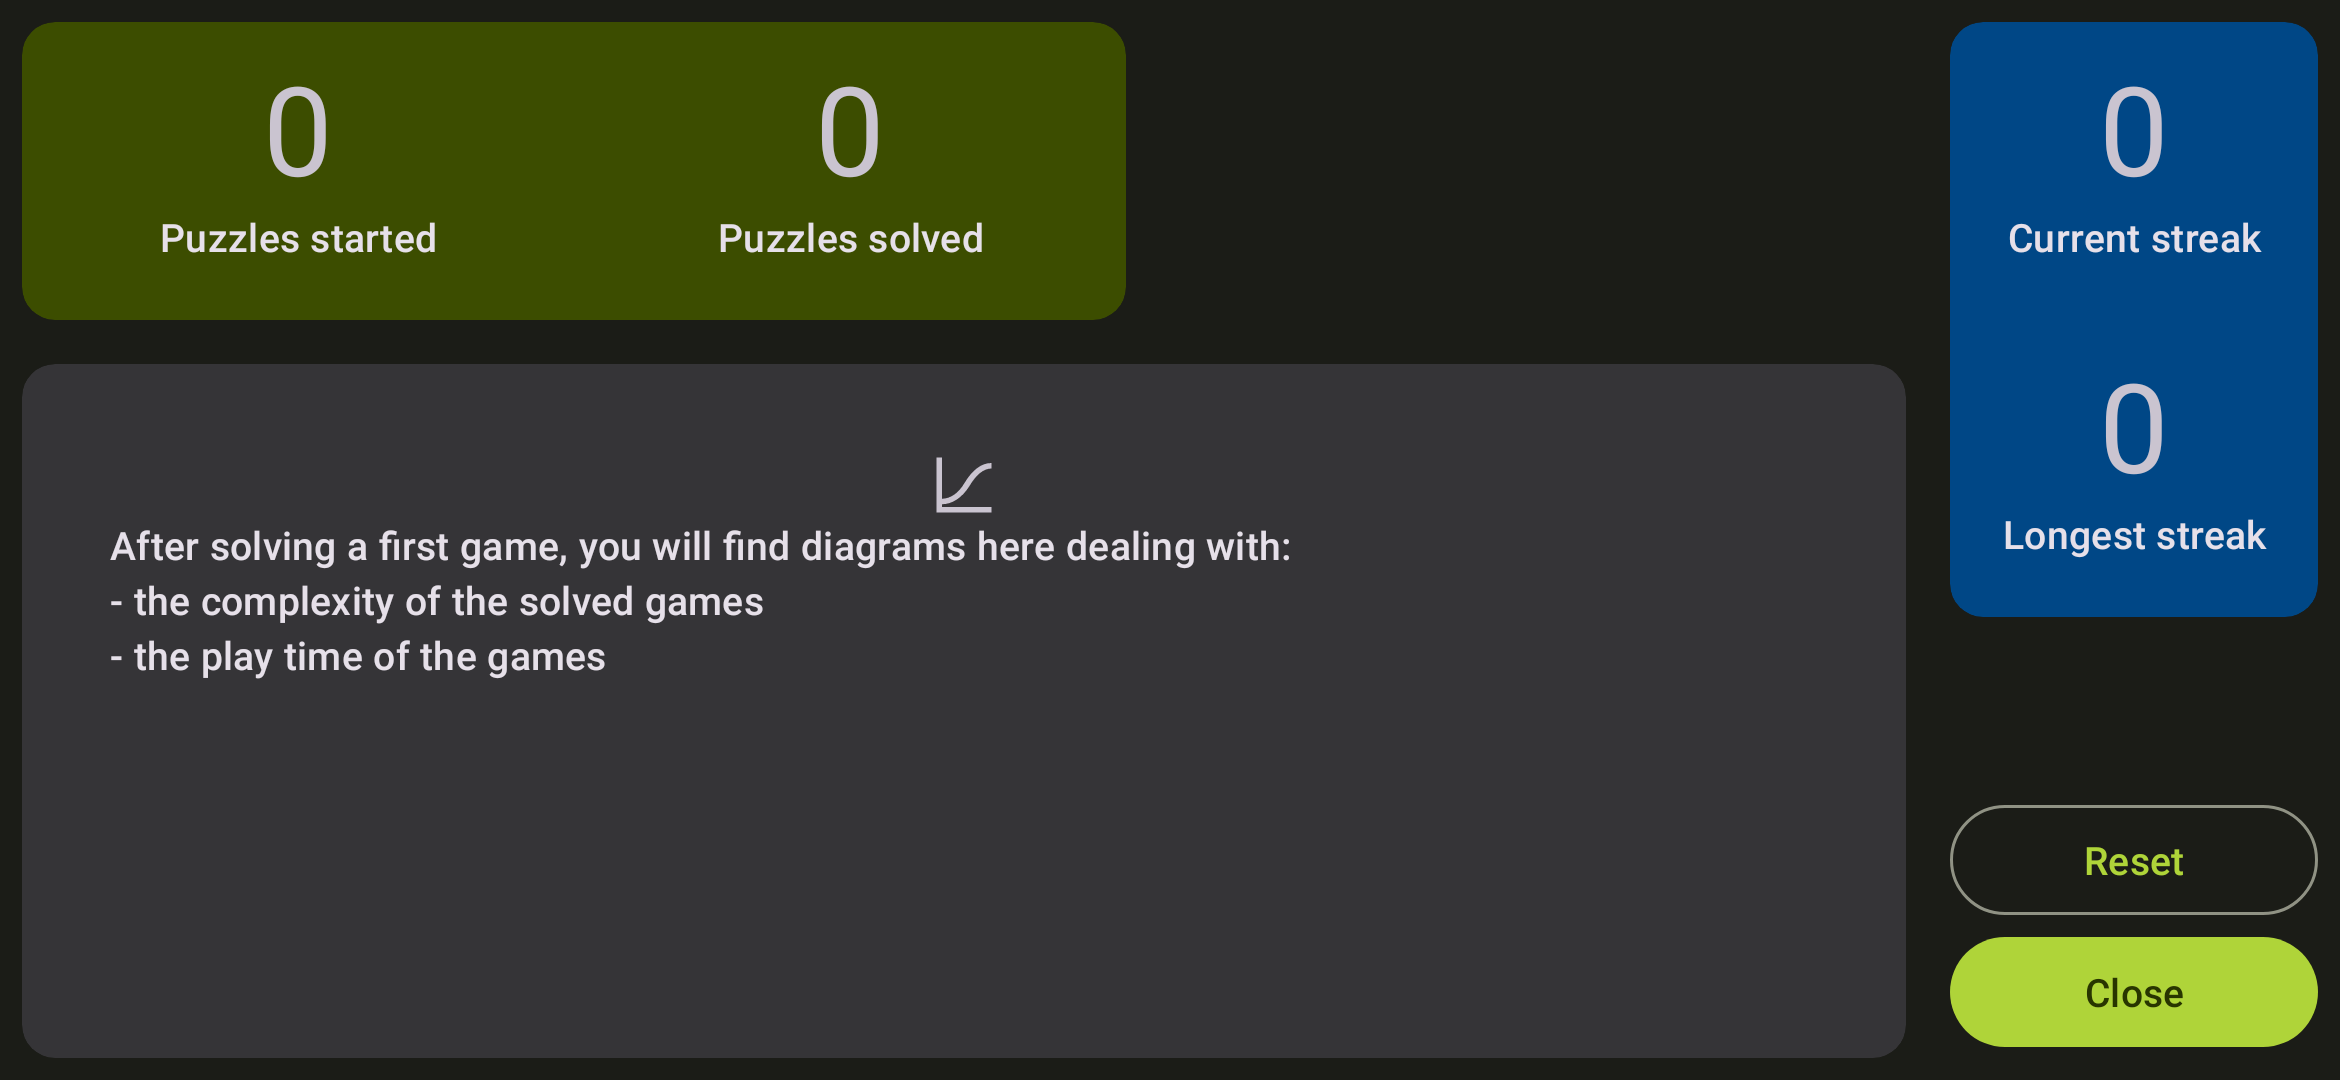 0
Puzzles started
0
Puzzles solved
0
Current streak
0
Longest streak
After solving a first game, you will find diagrams here dealing with:
- the complexity of the solved games
- the play time of the games
Reset
Close